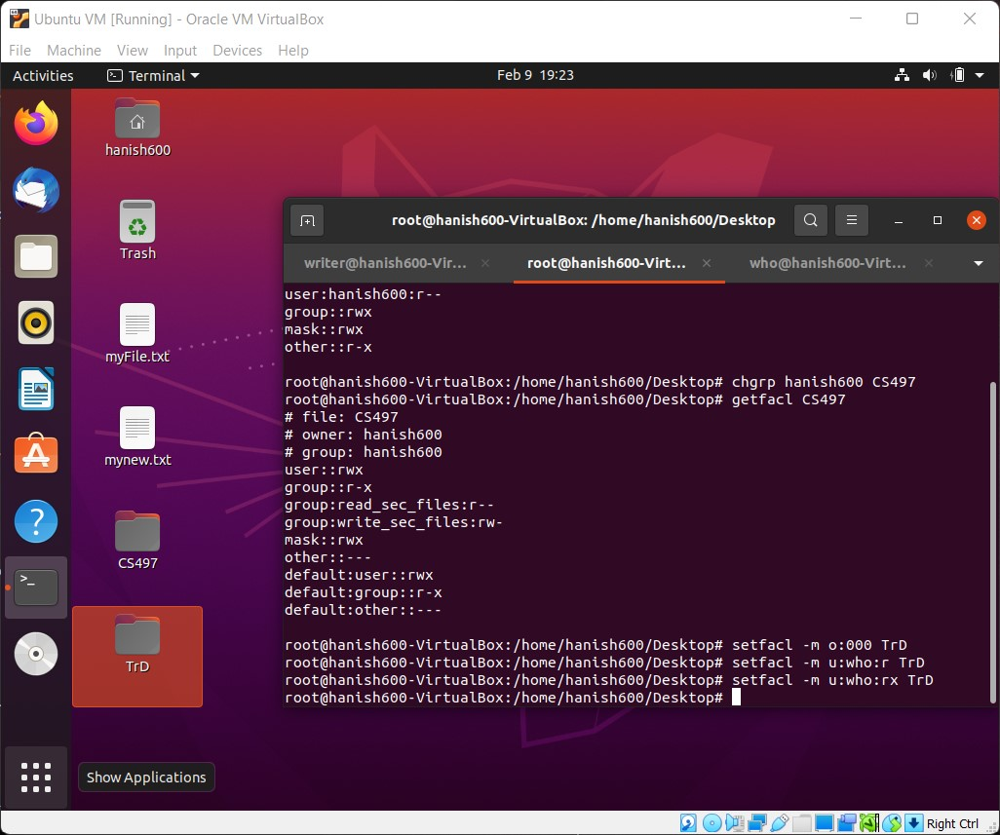 Ubuntu VM [Running] - Oracle VM VirtualBox
File Machine View Input Devices Help
Activities Terminal Feb 9 19:23
hanish600
Trash
myFile.txt
mynew.txt
CS497
TrD
Show Applications
root@hanish600-VirtualBox: /home/hanish600/Desktop
writer@hanish600-Vir... root@hanish600-Virt... who@hanish600-Virt...
user:hanish600:r--
group::rwx
mask::rwx
other::r-x
root@hanish600-VirtualBox:/home/hanish600/Desktop# chgrp hanish600 CS497
root@hanish600-VirtualBox:/home/hanish600/Desktop# getfacl CS497
# file: CS497
# owner: hanish600
# group: hanish600
user::rwx
group::r-x
group:read_sec_files:r--
group:write_sec_files:rw-
mask::rwx
other::---
default:user::rwx
default:group::r-x
default:other::---
root@hanish600-VirtualBox:/home/hanish600/Desktop# setfacl -m o:000 TrD
root@hanish600-VirtualBox:/home/hanish600/Desktop# setfacl -m u:who:r TrD
root@hanish600-VirtualBox:/home/hanish600/Desktop# setfacl -m u:who:rx TrD
root@hanish600-VirtualBox:/home/hanish600/Desktop#
Right Ctrl